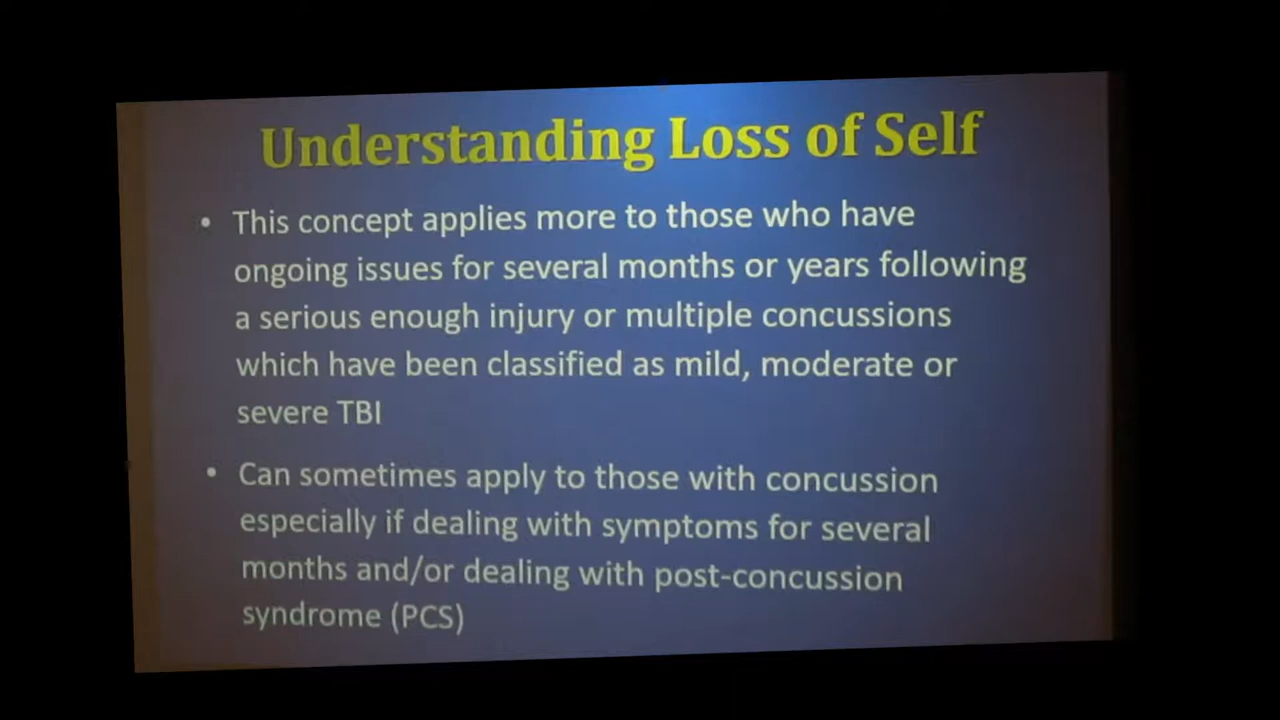 Understanding Loss of Self
• This concept applies more to those who have
ongoing issues for several months or years following
a serious enough injury or multiple concussions
which have been classified as mild, moderate or
severe TBI
• Can sometimes apply to those with concussion
especially if dealing with symptoms for several
months and/or dealing with post-concussion
syndrome (PCS)